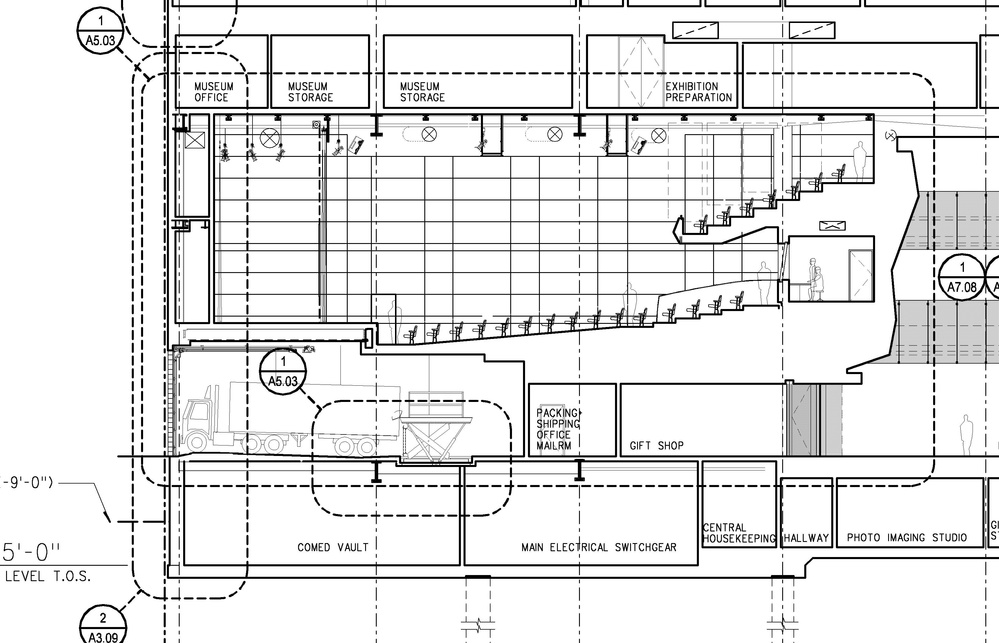 1
A5.03
MUSEUM
OFFICE
MUSEUM
STORAGE
MUSEUM
STORAGE
EXHIBITION
PREPARATION
1
A7.08
1
A5.03
PACKING+
SHIPPING
OFFICE
MAILRM
GIFT SHOP
-9'-0")
5'-0"
LEVEL T.O.S.
COMED VAULT
MAIN ELECTRICAL SWITCHGEAR
CENTRAL
HOUSEKEEPING
HALLWAY
PHOTO IMAGING STUDIO
GI
ST
2
A3.09